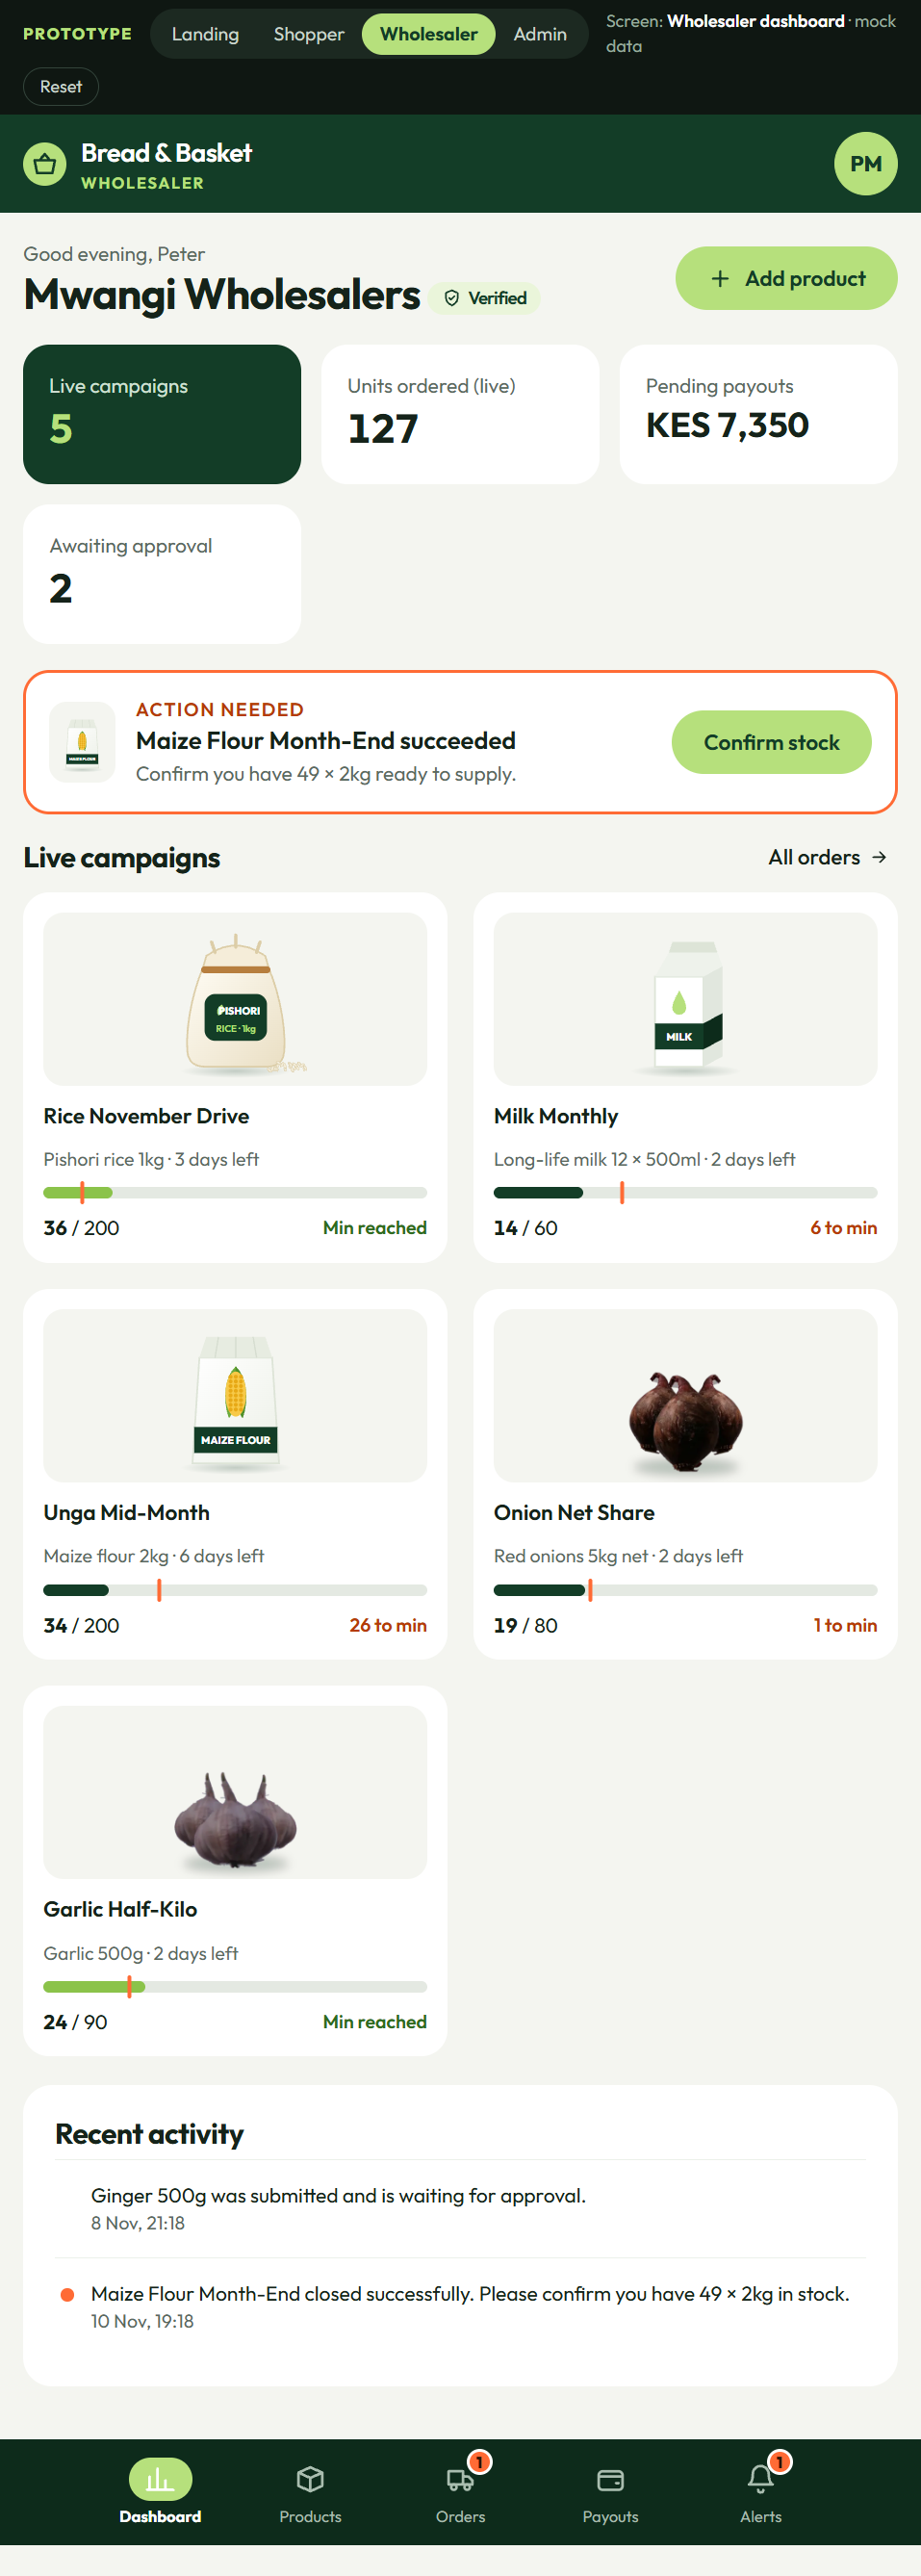 PROTOTYPE
Landing
Shopper
Wholesaler
Admin
Screen: Wholesaler dashboard · mock
data
Reset
Bread & Basket
WHOLESALER
PM
Good evening, Peter
Mwangi Wholesalers
Verified
+ Add product
Live campaigns
5
Units ordered (live)
127
Pending payouts
KES 7,350
Awaiting approval
2
MAIZE FLOUR
ACTION NEEDED
Maize Flour Month-End succeeded
Confirm you have 49 × 2kg ready to supply.
Confirm stock
Live campaigns
All orders →
PISHORI
RICE · 1kg
Rice November Drive
Pishori rice 1kg · 3 days left
36 / 200
Min reached
MILK
Milk Monthly
Long-life milk 12 × 500ml · 2 days left
14 / 60
6 to min
MAIZE FLOUR
Unga Mid-Month
Maize flour 2kg · 6 days left
34 / 200
26 to min
Onion Net Share
Red onions 5kg net · 2 days left
19 / 80
1 to min
Garlic Half-Kilo
Garlic 500g · 2 days left
24 / 90
Min reached
Recent activity
Ginger 500g was submitted and is waiting for approval.
8 Nov, 21:18
Maize Flour Month-End closed successfully. Please confirm you have 49 × 2kg in stock.
10 Nov, 19:18
Dashboard
Products
1
Orders
Payouts
1
Alerts